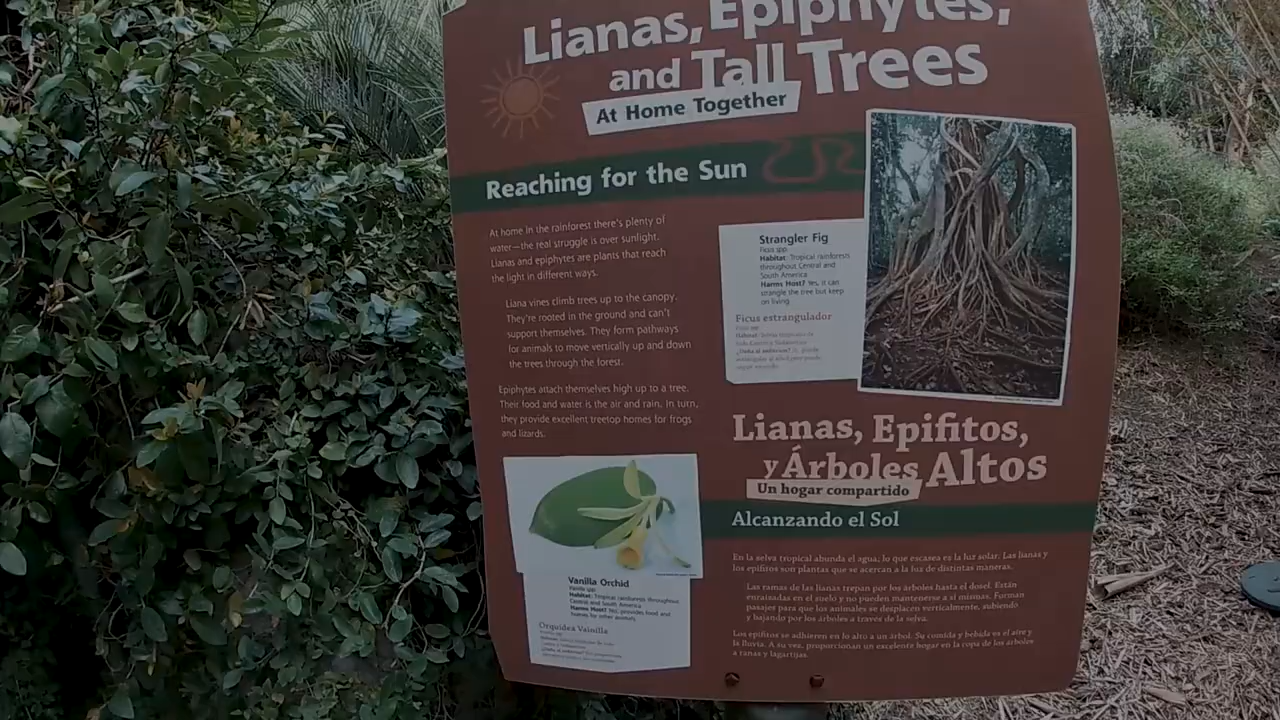 Lianas, Epiphytes,
and Tall Trees
At Home Together
Reaching for the Sun
At home in the rainforest there's plenty of
water—the real struggle is over sunlight.
Lianas and epiphytes are plants that reach
the light in different ways.
Liana vines climb trees up to the canopy.
They're rooted in the ground and can't
support themselves. They form pathways
for animals to move vertically up and down
the trees through the forest.
Epiphytes attach themselves high up to a tree.
Their food and water is the air and rain. In turn,
they provide excellent treetop homes for frogs
and lizards.
Strangler Fig
Ficus spp.
Habitat: Tropical rainforests
throughout Central and
South America
Harms Host? Yes, it can
strangle the tree but keep
on living.
Ficus estrangulador
Vanilla Orchid
Vanilla spp.
Habitat: Tropical rainforests throughout
Central and South America
Harms Host? No, provides food and
homes for other animals.
Orquídea Vainilla
Lianas, Epifitos,
y Árboles Altos
Un hogar compartido
Alcanzando el Sol
En la selva tropical abunda el agua; lo que escasea es la luz solar. Las lianas y
los epifitos son plantas que se acercan a la luz de distintas maneras.
Las ramas de las lianas trepan por los árboles hasta el dosel. Están
enraizadas en el suelo y no pueden mantenerse a sí mismas. Forman
pasajes para que los animales se desplacen verticalmente, subiendo
y bajando por los árboles a través de la selva.
Los epifitos se adhieren en lo alto a un árbol. Su comida y bebida es el aire y
la lluvia. A su vez, proporcionan un excelente hogar en la copa de los árboles
a ranas y lagartijas.